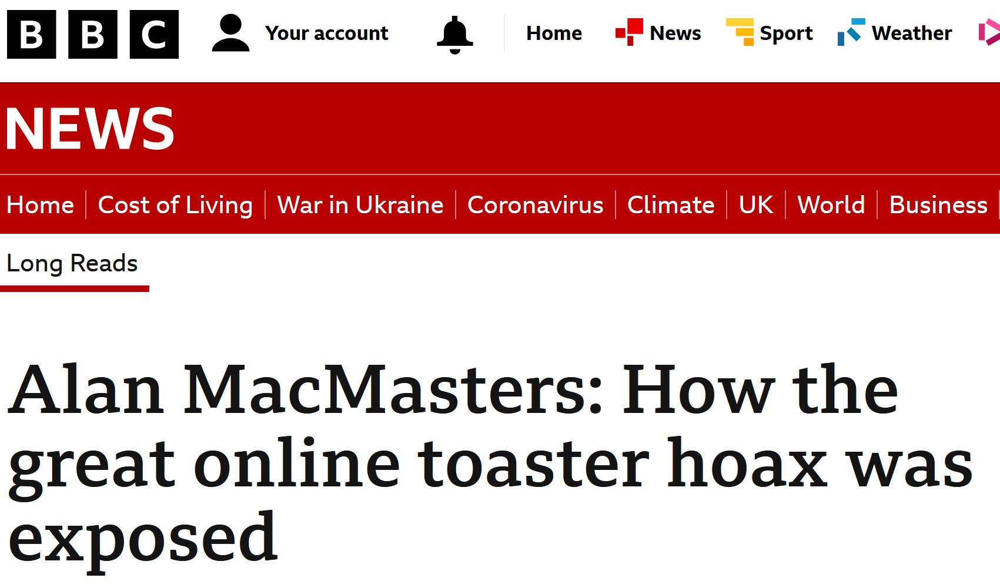 BBC Your account Home News Sport Weather
NEWS
Home Cost of Living War in Ukraine Coronavirus Climate UK World Business
Long Reads
Alan MacMasters: How the
great online toaster hoax was
exposed